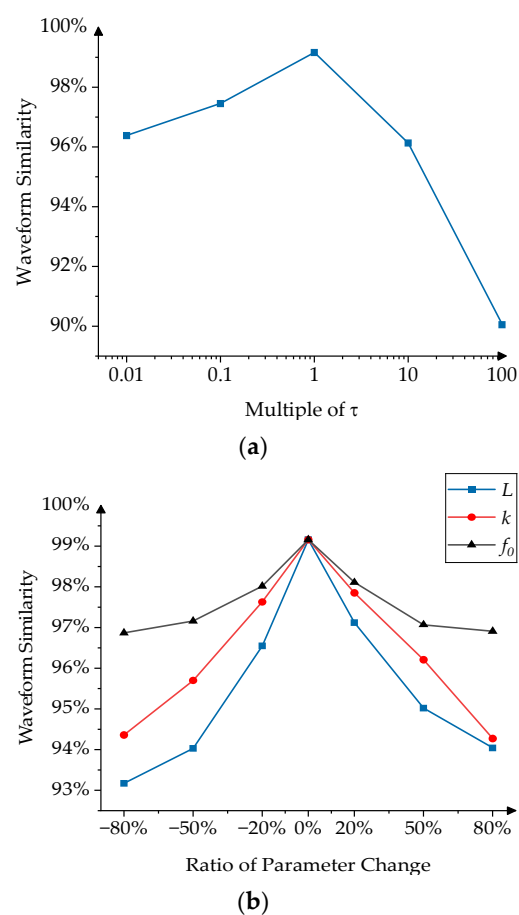 100%
98%
96%
94%
92%
90%
Waveform Similarity
0.01 0.1 1 10 100
Multiple of τ
(a)
L
k
f0
100%
99%
98%
97%
96%
95%
94%
93%
Waveform Similarity
−80% −50% −20% 0% 20% 50% 80%
Ratio of Parameter Change
(b)